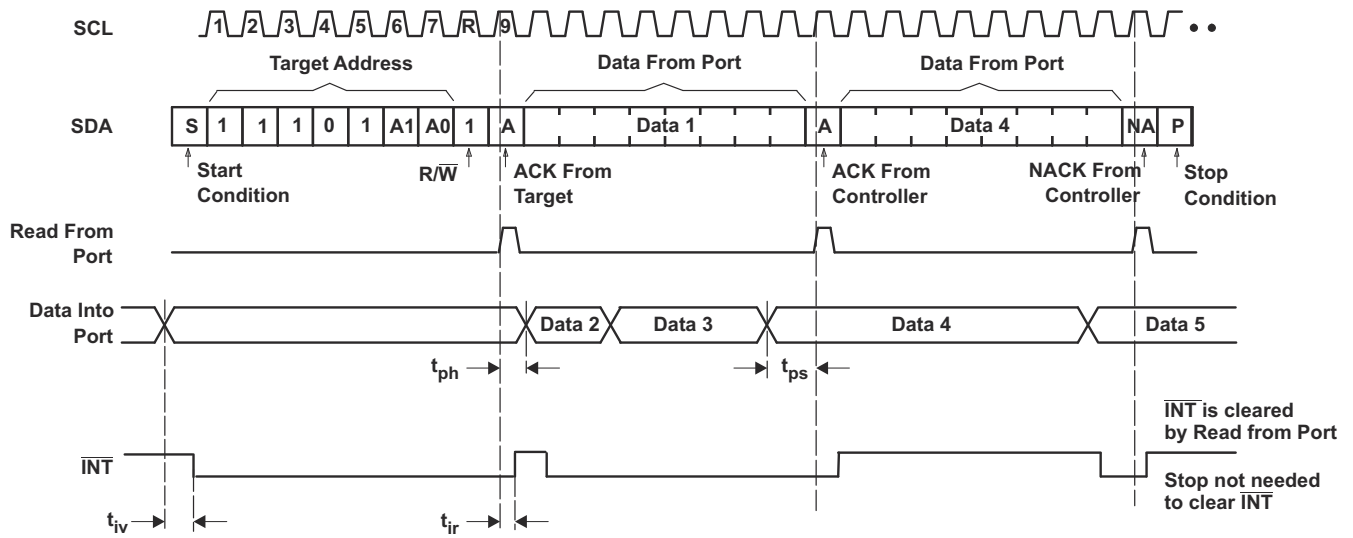 SCL 1 2 3 4 5 6 7 R 9
Target Address Data From Port Data From Port
SDA S 1 1 1 0 1 A1 A0 1 A Data 1 A Data 4 NA P
Start
Condition
R/W
ACK From
Target
ACK From
Controller
NACK From
Controller
Stop
Condition
Read From
Port
Data Into
Port
Data 2 Data 3 Data 4 Data 5
tph tps
INT is cleared
by Read from Port
INT
Stop not needed
to clear INT
tiv tir